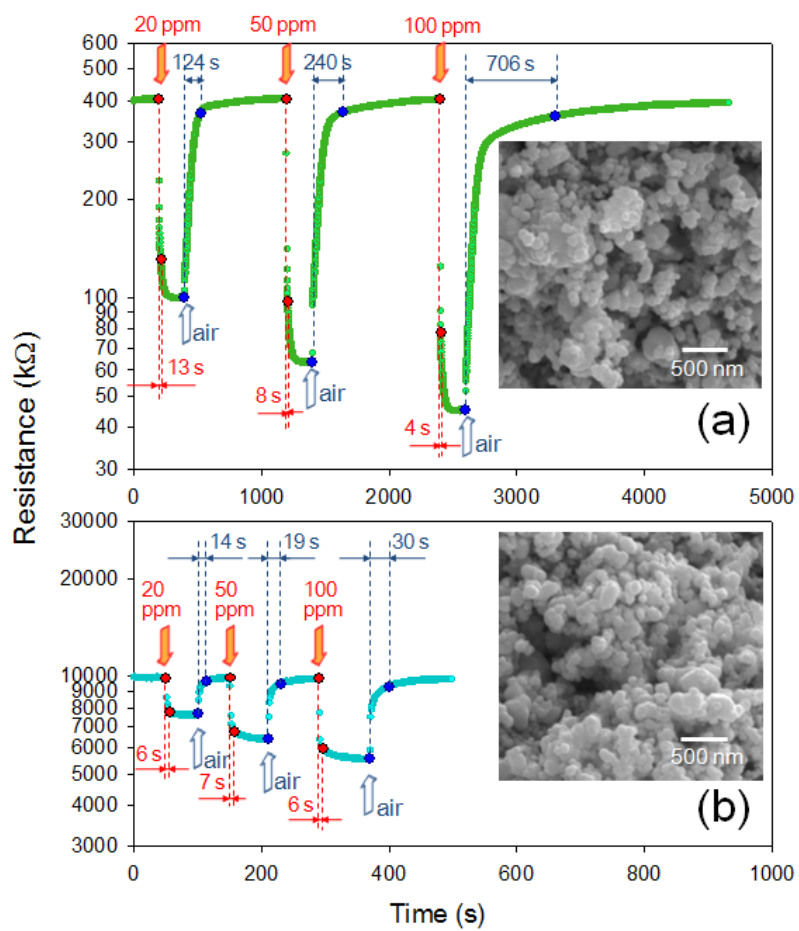 20 ppm
50 ppm
100 ppm
124 s
240 s
706 s
600
500
400
300
200
100
90
80
70
60
50
40
30
air
air
air
13 s
8 s
4 s
500 nm
(a)
0
1000
2000
3000
4000
5000
Resistance (kΩ)
30000
20000
10000
9000
8000
7000
6000
5000
4000
3000
14 s
19 s
30 s
20
ppm
50
ppm
100
ppm
air
air
air
6 s
7 s
6 s
500 nm
(b)
0
200
400
600
800
1000
Time (s)